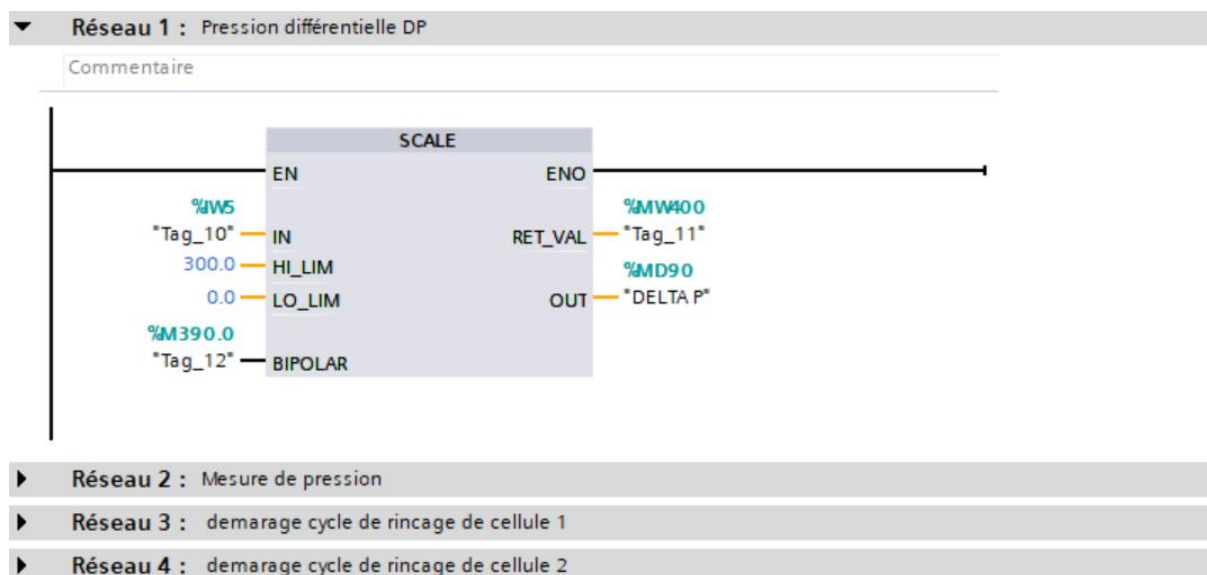 Réseau 1 : Pression différentielle DP
Commentaire
SCALE
EN ENO
%IW5 %MW400
"Tag_10" IN RET_VAL "Tag_11"
300.0 HI_LIM %MD90
0.0 LO_LIM OUT "DELTA P"
%M390.0
"Tag_12" BIPOLAR
Réseau 2 : Mesure de pression
Réseau 3 : demarage cycle de rincage de cellule 1
Réseau 4 : demarage cycle de rincage de cellule 2